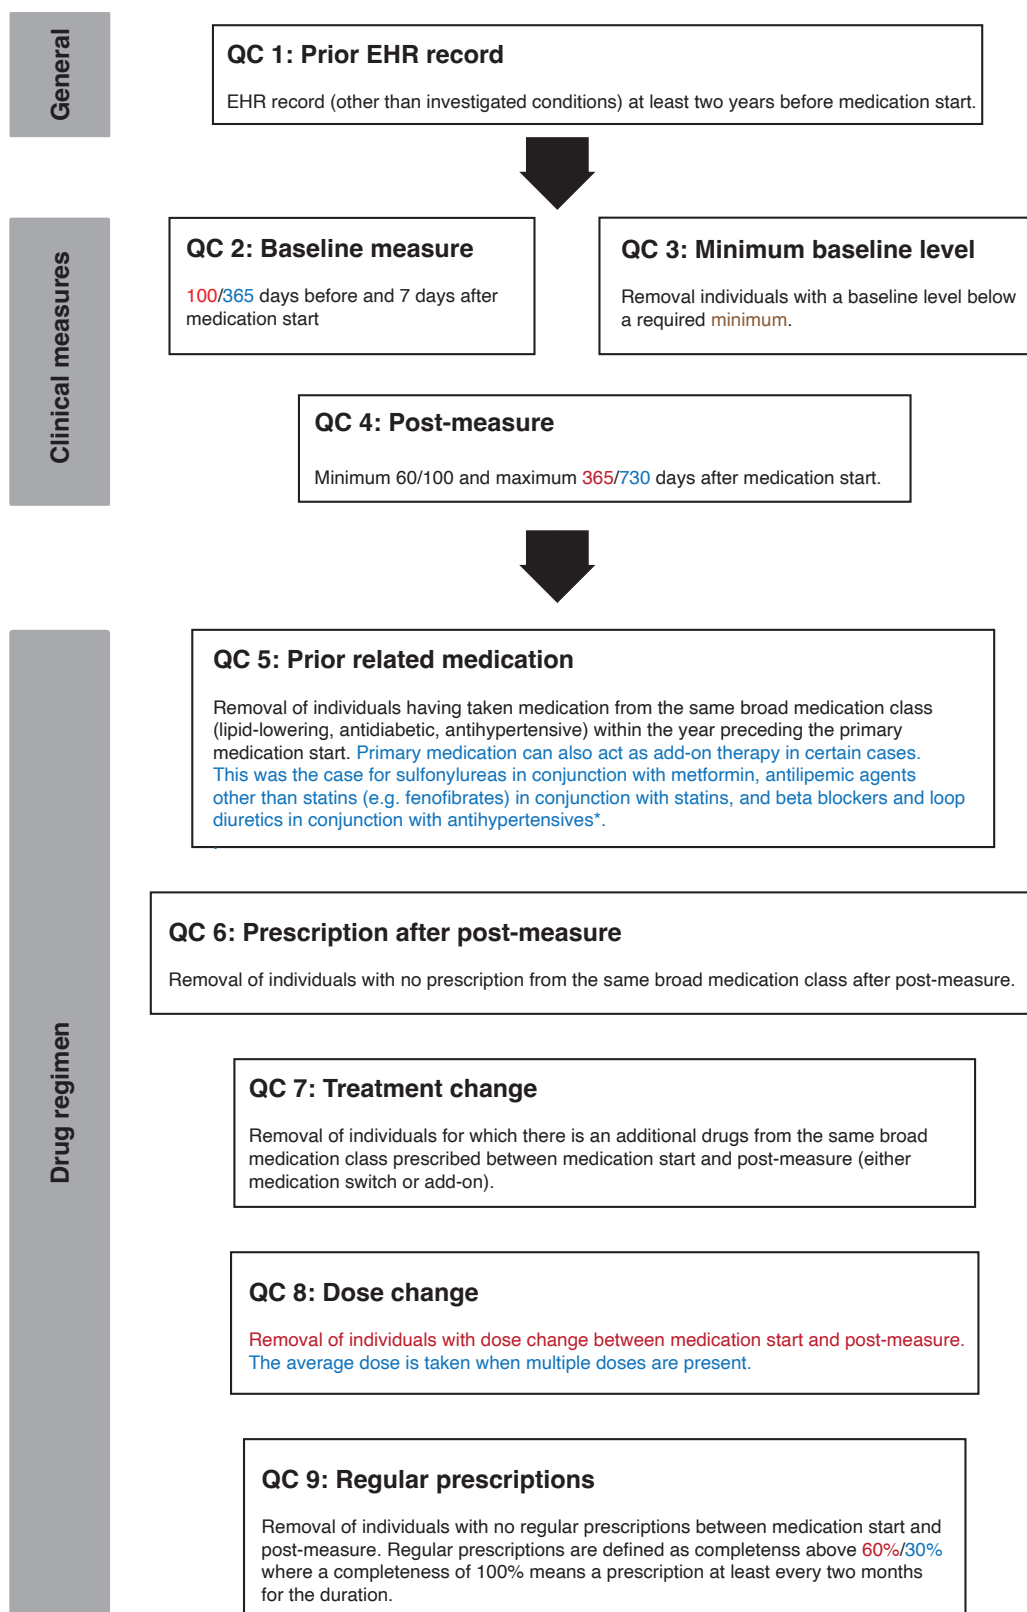 General
QC 1: Prior EHR record
EHR record (other than investigated conditions) at least two years before medication start.
Clinical measures
QC 2: Baseline measure
100/365 days before and 7 days after
medication start
QC 3: Minimum baseline level
Removal individuals with a baseline level below
a required minimum.
QC 4: Post-measure
Minimum 60/100 and maximum 365/730 days after medication start.
Drug regimen
QC 5: Prior related medication
Removal of individuals having taken medication from the same broad medication class
(lipid-lowering, antidiabetic, antihypertensive) within the year preceding the primary
medication start. Primary medication can also act as add-on therapy in certain cases.
This was the case for sulfonylureas in conjunction with metformin, antilipemic agents
other than statins (e.g. fenofibrates) in conjunction with statins, and beta blockers and loop
diuretics in conjunction with antihypertensives*.
.
QC 6: Prescription after post-measure
Removal of individuals with no prescription from the same broad medication class after post-measure.
QC 7: Treatment change
Removal of individuals for which there is an additional drugs from the same broad
medication class prescribed between medication start and post-measure (either
medication switch or add-on).
QC 8: Dose change
Removal of individuals with dose change between medication start and post-measure.
The average dose is taken when multiple doses are present.
QC 9: Regular prescriptions
Removal of individuals with no regular prescriptions between medication start and
post-measure. Regular prescriptions are defined as completenss above 60%/30%
where a completeness of 100% means a prescription at least every two months
for the duration.